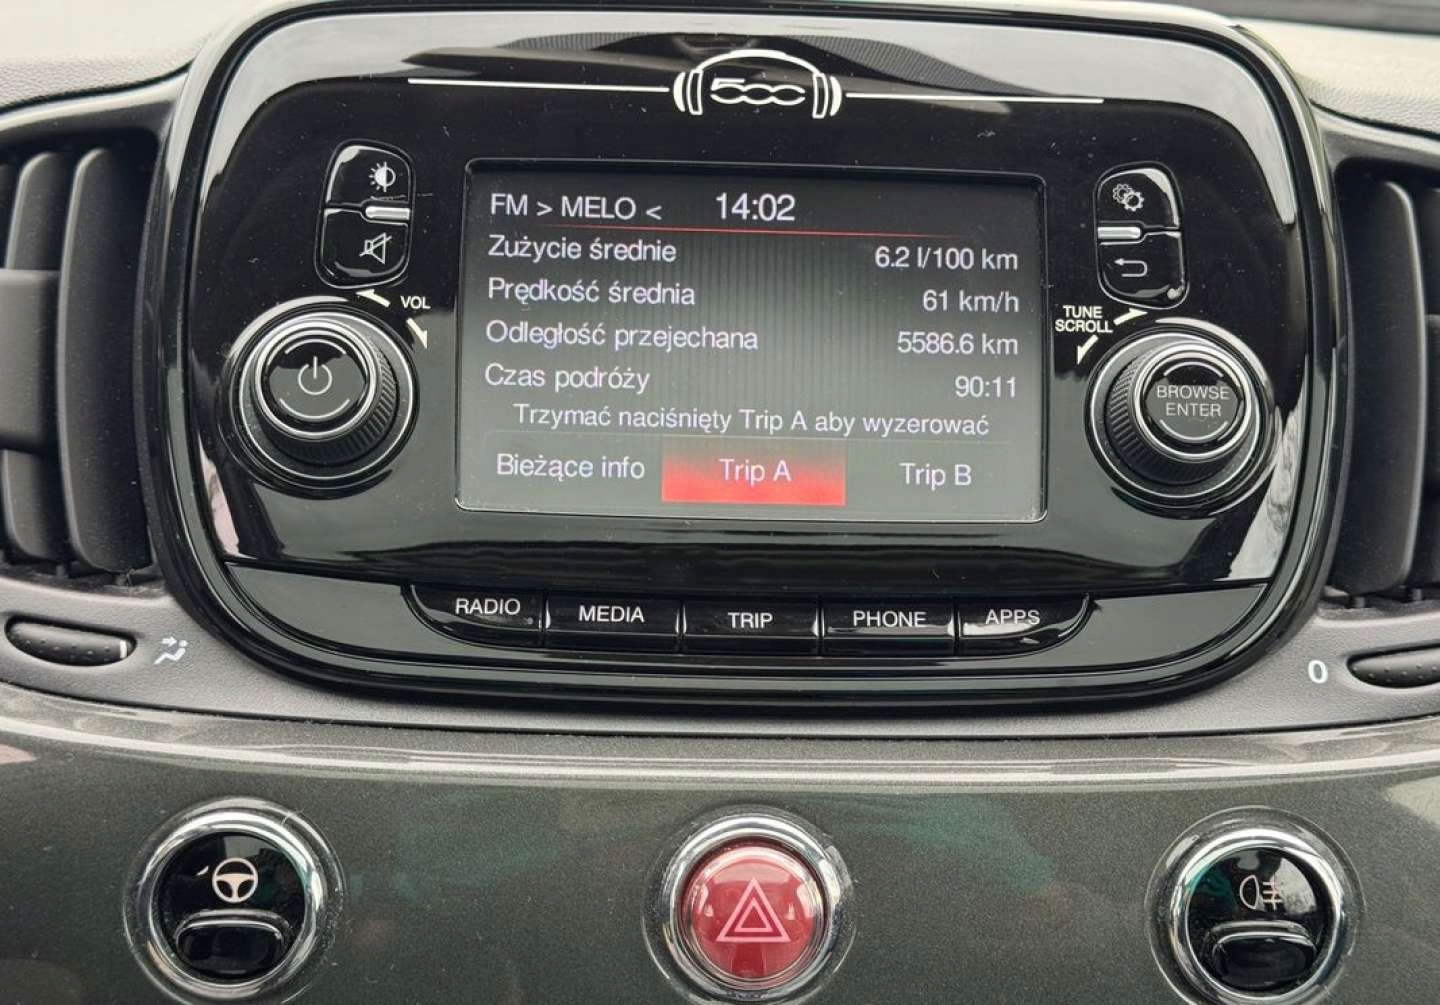 500
FM > MELO < 14:02
Zużycie średnie 6.2 l/100 km
Prędkość średnia 61 km/h
Odległość przejechana 5586.6 km
Czas podróży 90:11
Trzymać naciśnięty Trip A aby wyzerować
Bieżące info Trip A Trip B
VOL
TUNE
SCROLL
BROWSE
ENTER
RADIO MEDIA TRIP PHONE APPS
0